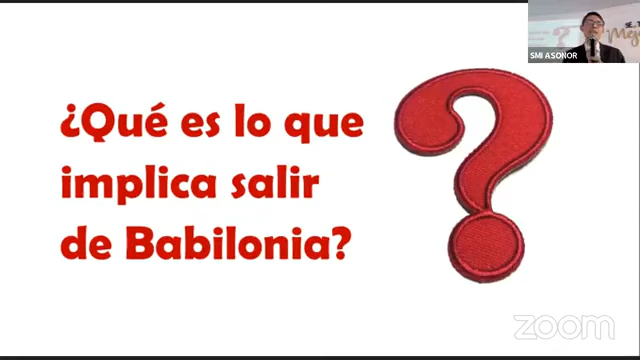 ¿Qué es lo que
implica salir
de Babilonia?
SMI ASONOR
zoom